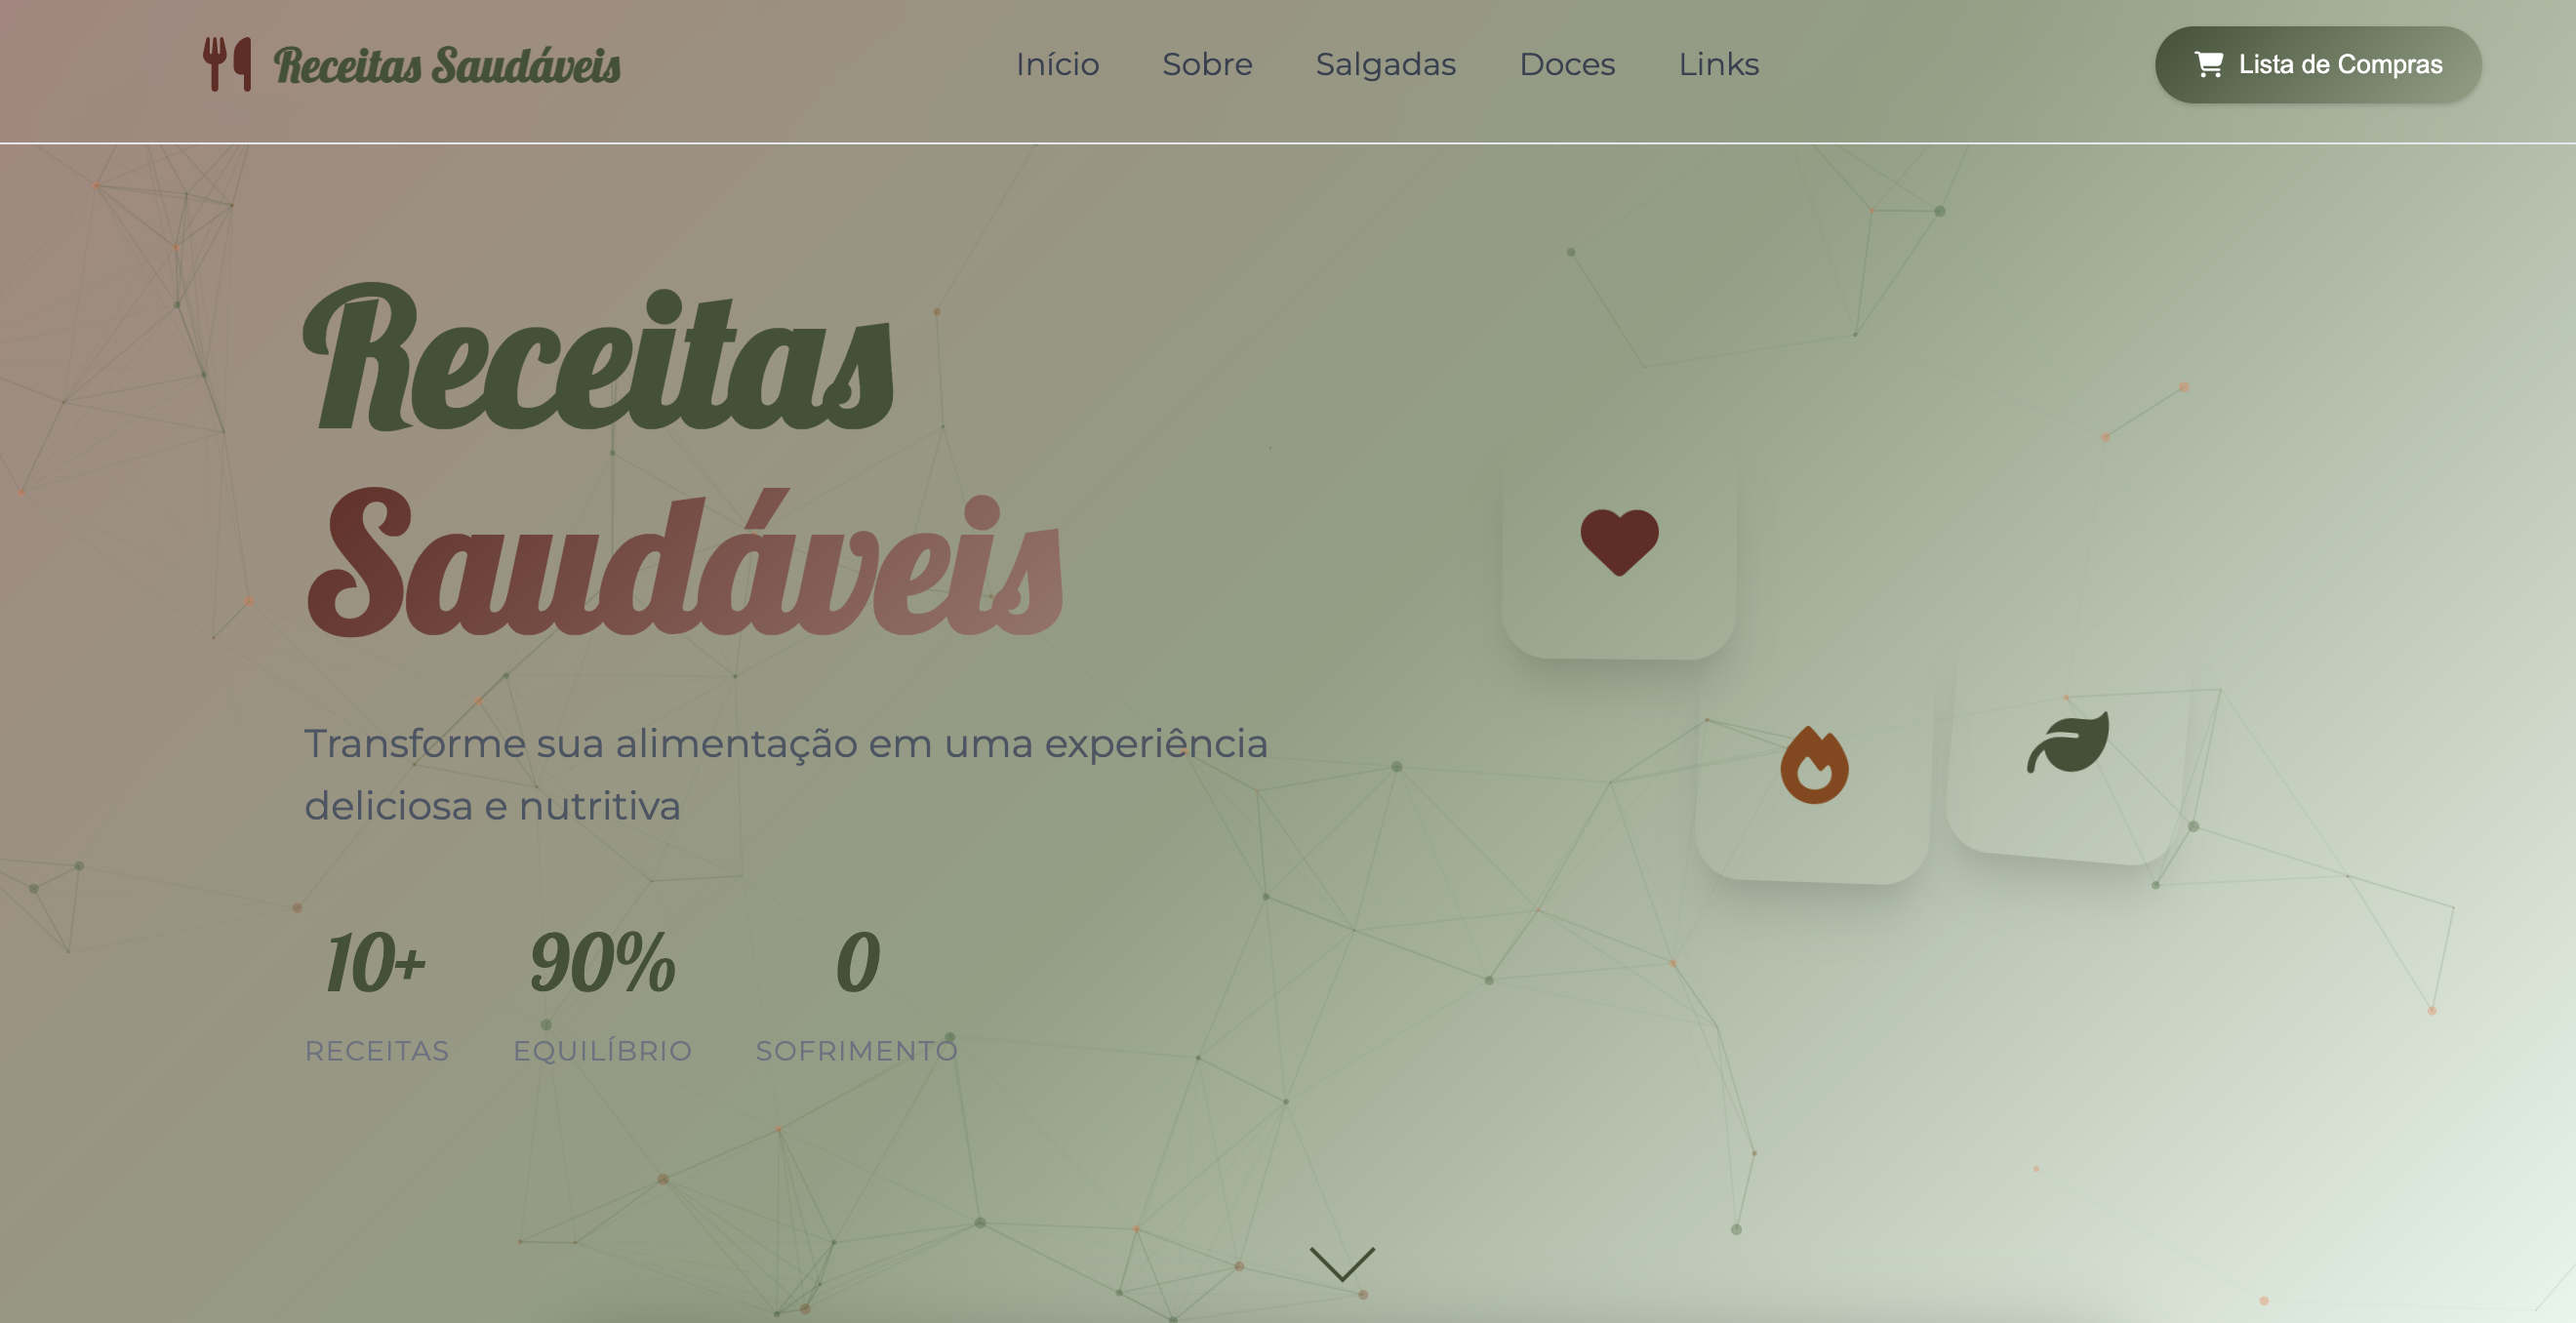 Receitas Saudáveis
Início
Sobre
Salgadas
Doces
Links
Lista de Compras
Receitas
Saudáveis
Transforme sua alimentação em uma experiência
deliciosa e nutritiva
10+
90%
0
RECEITAS
EQUILÍBRIO
SOFRIMENTO